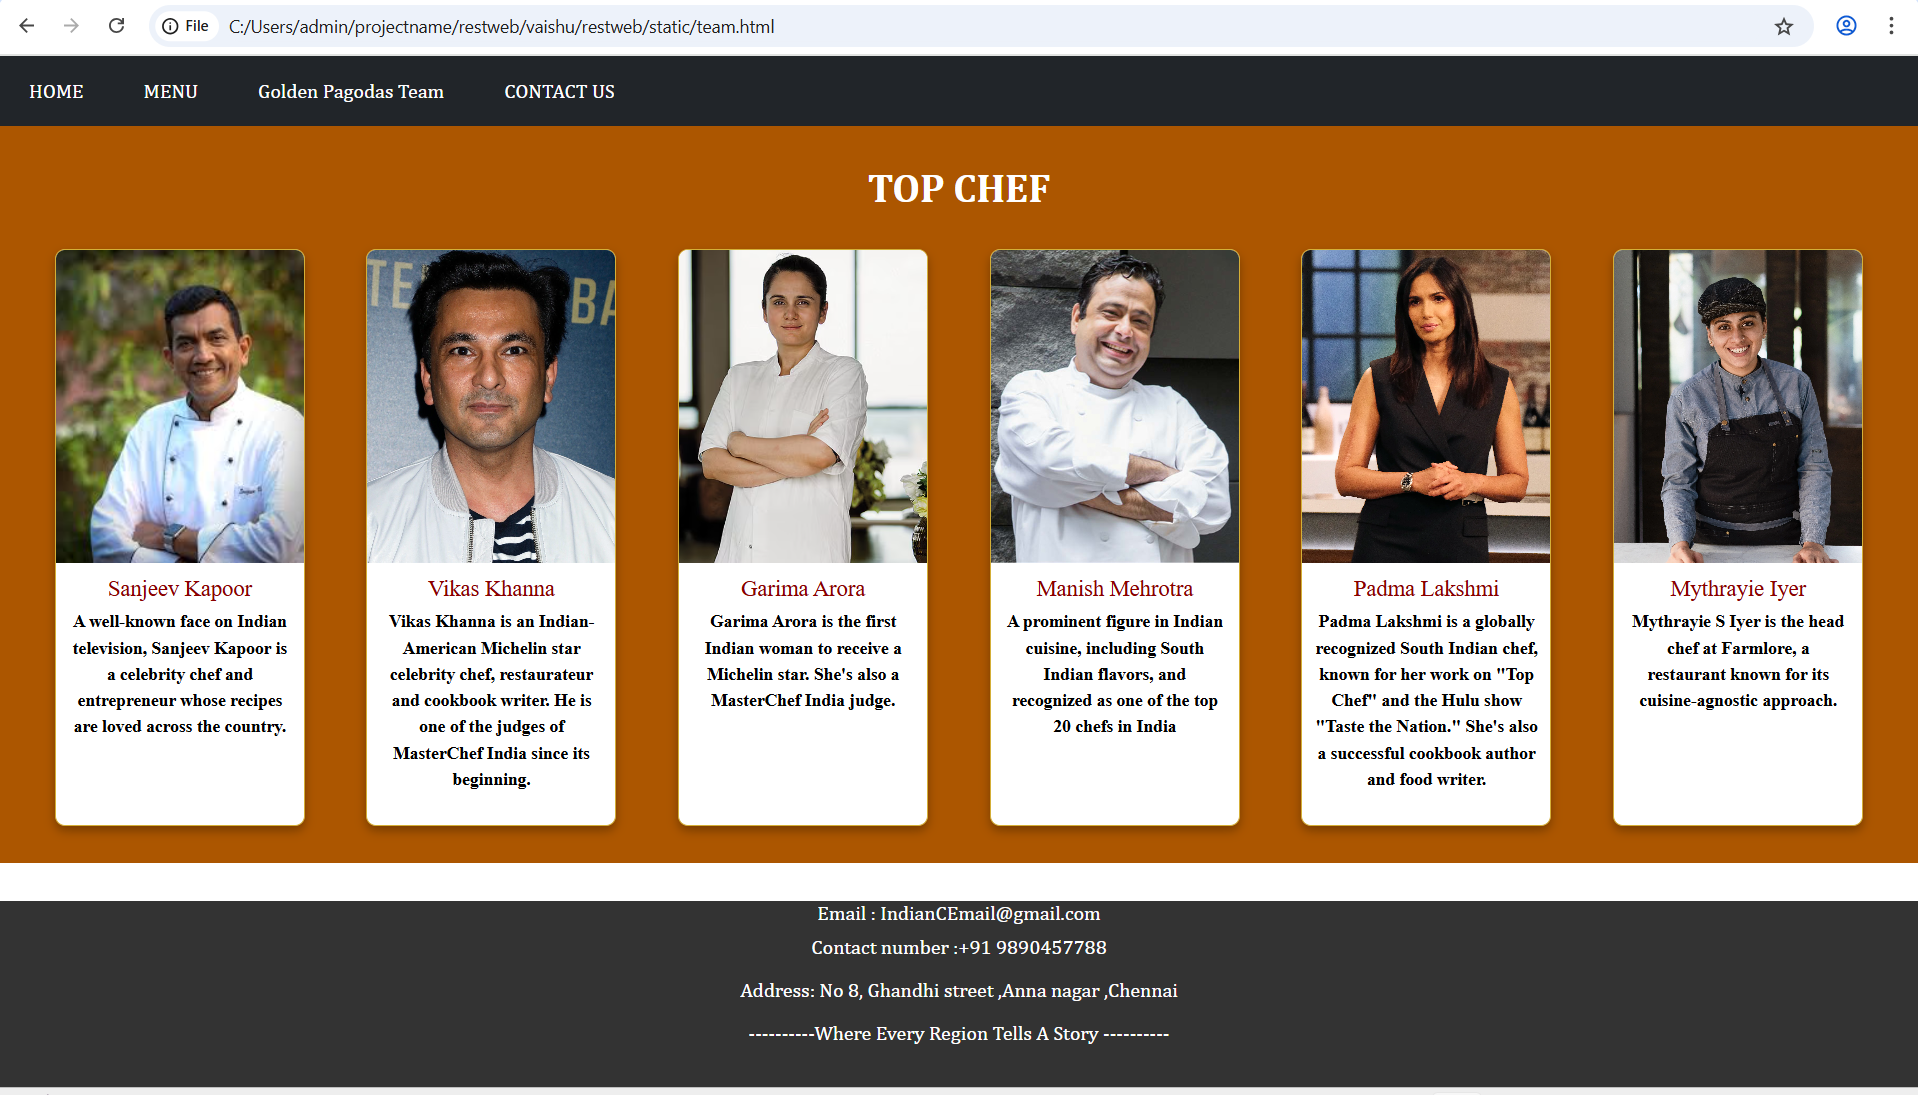 File C:/Users/admin/projectname/restweb/vaishu/restweb/static/team.html
HOME MENU Golden Pagodas Team CONTACT US
TOP CHEF
Sanjeev Kapoor
A well-known face on Indian
television, Sanjeev Kapoor is
a celebrity chef and
entrepreneur whose recipes
are loved across the country.
Vikas Khanna
Vikas Khanna is an Indian-
American Michelin star
celebrity chef, restaurateur
and cookbook writer. He is
one of the judges of
MasterChef India since its
beginning.
Garima Arora
Garima Arora is the first
Indian woman to receive a
Michelin star. She's also a
MasterChef India judge.
Manish Mehrotra
A prominent figure in Indian
cuisine, including South
Indian flavors, and
recognized as one of the top
20 chefs in India
Padma Lakshmi
Padma Lakshmi is a globally
recognized South Indian chef,
known for her work on "Top
Chef" and the Hulu show
"Taste the Nation." She's also
a successful cookbook author
and food writer.
Mythrayie Iyer
Mythrayie S Iyer is the head
chef at Farmlore, a
restaurant known for its
cuisine-agnostic approach.
Email : IndianCEmail@gmail.com
Contact number :+91 9890457788
Address: No 8, Ghandhi street ,Anna nagar ,Chennai
----------Where Every Region Tells A Story ----------